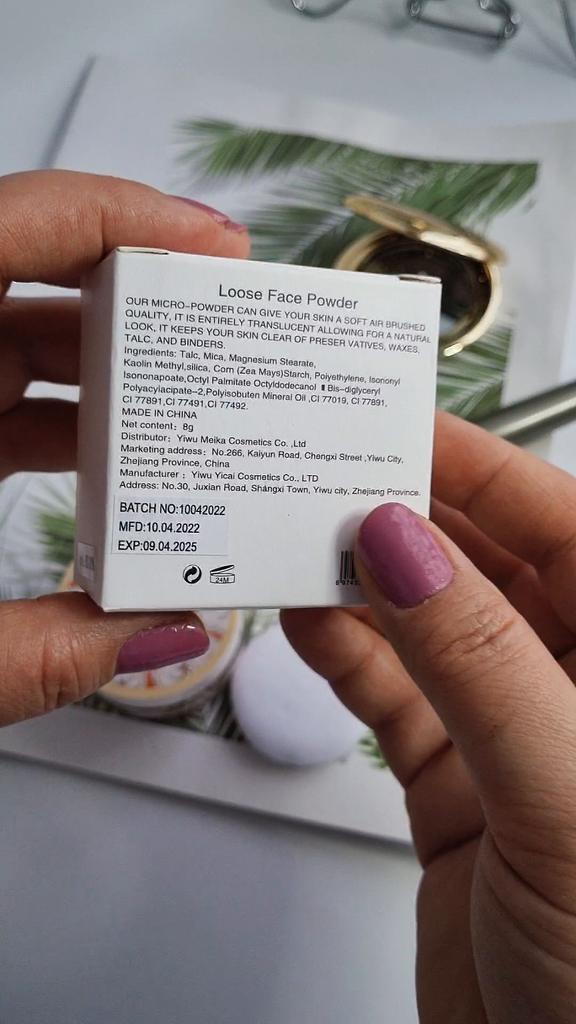 Loose Face Powder
OUR MICRO-POWDER CAN GIVE YOUR SKIN A SOFT AIR BRUSHED
QUALITY, IT IS ENTIRELY TRANSLUCENT ALLOWING FOR A NATURAL
LOOK, IT KEEPS YOUR SKIN CLEAR OF PRESER VATIVES, WAXES,
TALC, AND BINDERS.
Ingredients: Talc, Mica, Magnesium Stearate,
Kaolin Methyl,silica, Corn (Zea Mays)Starch, Polyethylene, Isononyl
Isononapoate,Octyl Palmitate Octyldodecanol Bis-diglyceryl
Polyacylacipate-2,Polyisobuten Mineral Oil ,CI 77019, CI 77891,
CI 77891,CI 77491,CI 77492.
MADE IN CHINA
Net content: 8g
Distributor: Yiwu Meika Cosmetics Co. ,Ltd
Marketing address: No.266, Kaiyun Road, Chengxi Street ,Yiwu City,
Zhejiang Province, China
Manufacturer : Yiwu Yicai Cosmetics Co., LTD
Address: No.30, Juxian Road, Shangxi Town, Yiwu city, Zhejiang Province.
BATCH NO:10042022
MFD:10.04.2022
EXP:09.04.2025
24M